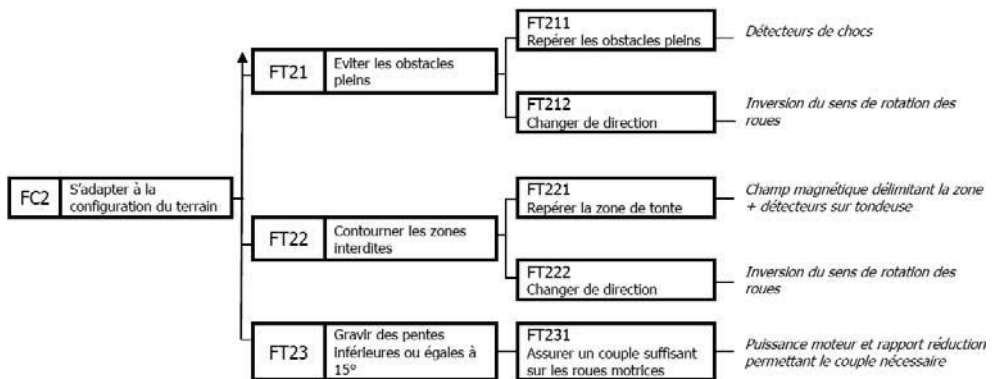 FC2
S'adapter à la
configuration du terrain
FT21
Eviter les obstacles
pleins
FT211
Repérer les obstacles pleins
Détecteurs de chocs
FT212
Changer de direction
Inversion du sens de rotation des
roues
FT22
Contourner les zones
interdites
FT221
Repérer la zone de tonte
Champ magnétique délimitant la zone
+ détecteurs sur tondeuse
FT222
Changer de direction
Inversion du sens de rotation des
roues
FT23
Gravir des pentes
Inférieures ou égales à
15°
FT231
Assurer un couple suffisant
sur les roues motrices
Puissance moteur et rapport réduction
permettant le couple nécessaire